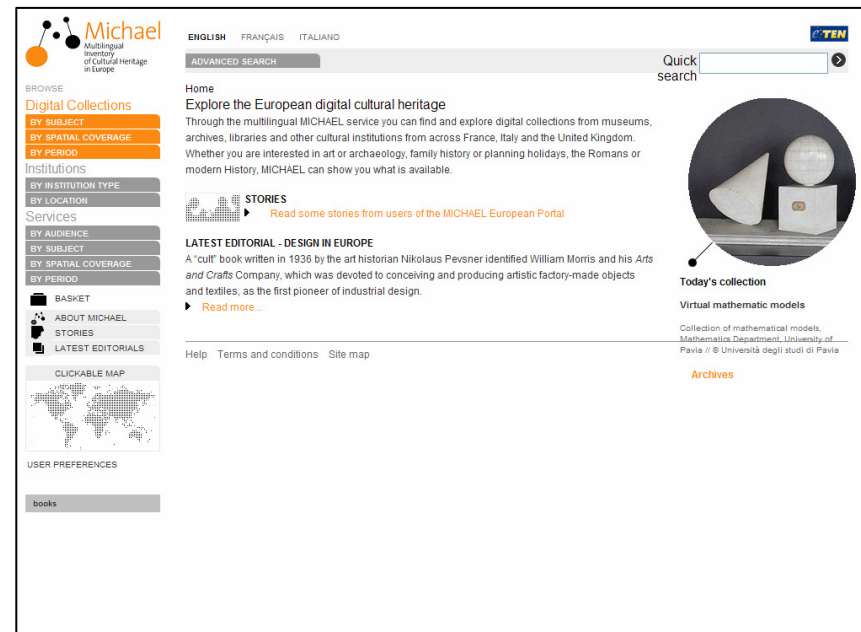 Michael
Multilingual
Inventory
of Cultural Heritage
in Europe
ENGLISH FRANÇAIS ITALIANO
eTEN
ADVANCED SEARCH
Quick search
BROWSE
Digital Collections
BY SUBJECT
BY SPATIAL COVERAGE
BY PERIOD
Institutions
BY INSTITUTION TYPE
BY LOCATION
Services
BY AUDIENCE
BY SUBJECT
BY SPATIAL COVERAGE
BY PERIOD
BASKET
ABOUT MICHAEL
STORIES
LATEST EDITORIALS
CLICKABLE MAP
USER PREFERENCES
books
Home
Explore the European digital cultural heritage
Through the multilingual MICHAEL service you can find and explore digital collections from museums,
archives, libraries and other cultural institutions from across France, Italy and the United Kingdom.
Whether you are interested in art or archaeology, family history or planning holidays, the Romans or
modern History, MICHAEL can show you what is available.
STORIES
Read some stories from users of the MICHAEL European Portal
LATEST EDITORIAL - DESIGN IN EUROPE
A "cult" book written in 1936 by the art historian Nikolaus Pevsner identified William Morris and his Arts
and Crafts Company, which was devoted to conceiving and producing artistic factory-made objects
and textiles, as the first pioneer of industrial design.
Read more...
Help Terms and conditions Site map
Today's collection
Virtual mathematic models
Collection of mathematical models,
Mathematics Department, University of
Pavia // © Università degli studi di Pavia
Archives